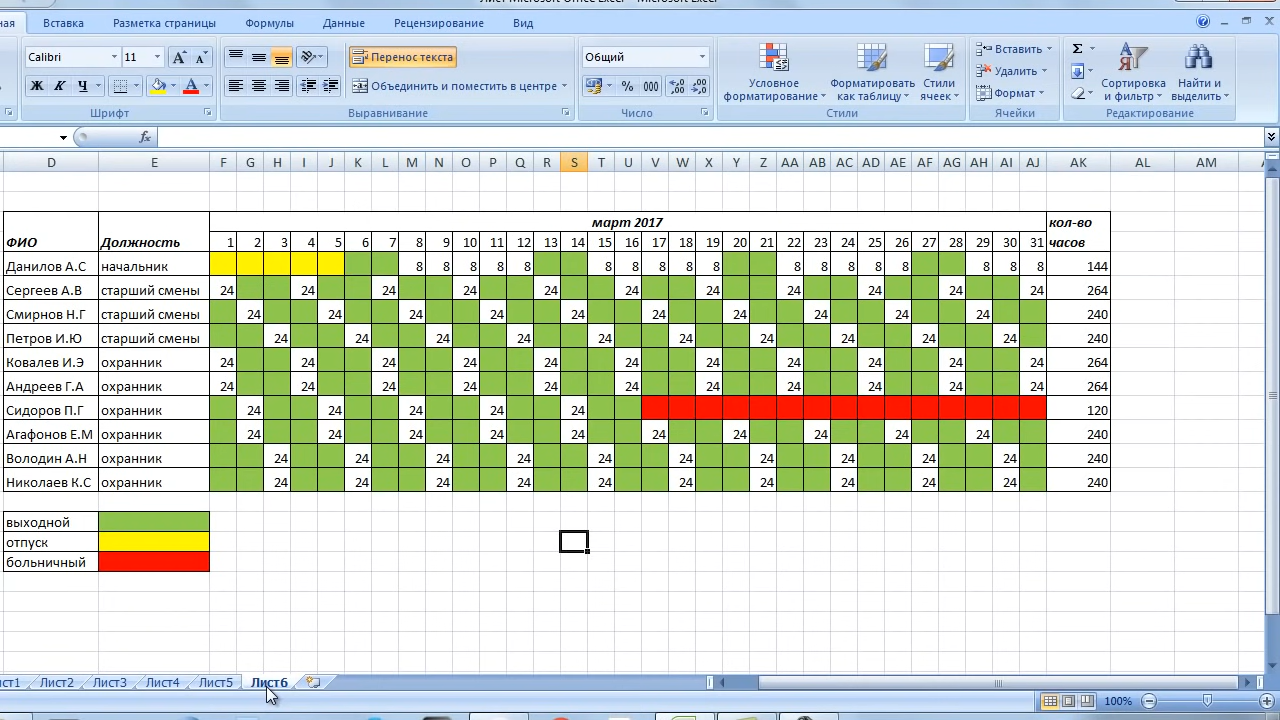 Лист Microsoft Office Excel - Microsoft Excel
ная Вставка Разметка страницы Формулы Данные Рецензирование Вид
Calibri 11 Перенос текста Общий
Ж К Ч Объединить и поместить в центре % 000
Условное форматирование Форматировать как таблицу Стили ячеек
Вставить Удалить Формат
Сортировка и фильтр Найти и выделить
Шрифт Выравнивание Число Стили Ячейки Редактирование
fx
D E F G H I J K L M N O P Q R S T U V W X Y Z AA AB AC AD AE AF AG AH AI AJ AK AL AM
март 2017 кол-во
ФИО Должность 1 2 3 4 5 6 7 8 9 10 11 12 13 14 15 16 17 18 19 20 21 22 23 24 25 26 27 28 29 30 31 часов
Данилов А.С начальник 8 8 8 8 8 8 8 8 8 8 8 8 8 8 8 8 8 8 144
Сергеев А.В старший смены 24 24 24 24 24 24 24 24 24 24 24 264
Смирнов Н.Г старший смены 24 24 24 24 24 24 24 24 24 24 240
Петров И.Ю старший смены 24 24 24 24 24 24 24 24 24 24 240
Ковалев И.Э охранник 24 24 24 24 24 24 24 24 24 24 24 264
Андреев Г.А охранник 24 24 24 24 24 24 24 24 24 24 24 264
Сидоров П.Г охранник 24 24 24 24 24 120
Агафонов Е.М охранник 24 24 24 24 24 24 24 24 24 24 240
Володин А.Н охранник 24 24 24 24 24 24 24 24 24 24 240
Николаев К.С охранник 24 24 24 24 24 24 24 24 24 24 240
выходной
отпуск
больничный
ист1 Лист2 Лист3 Лист4 Лист5 Лист6
100%